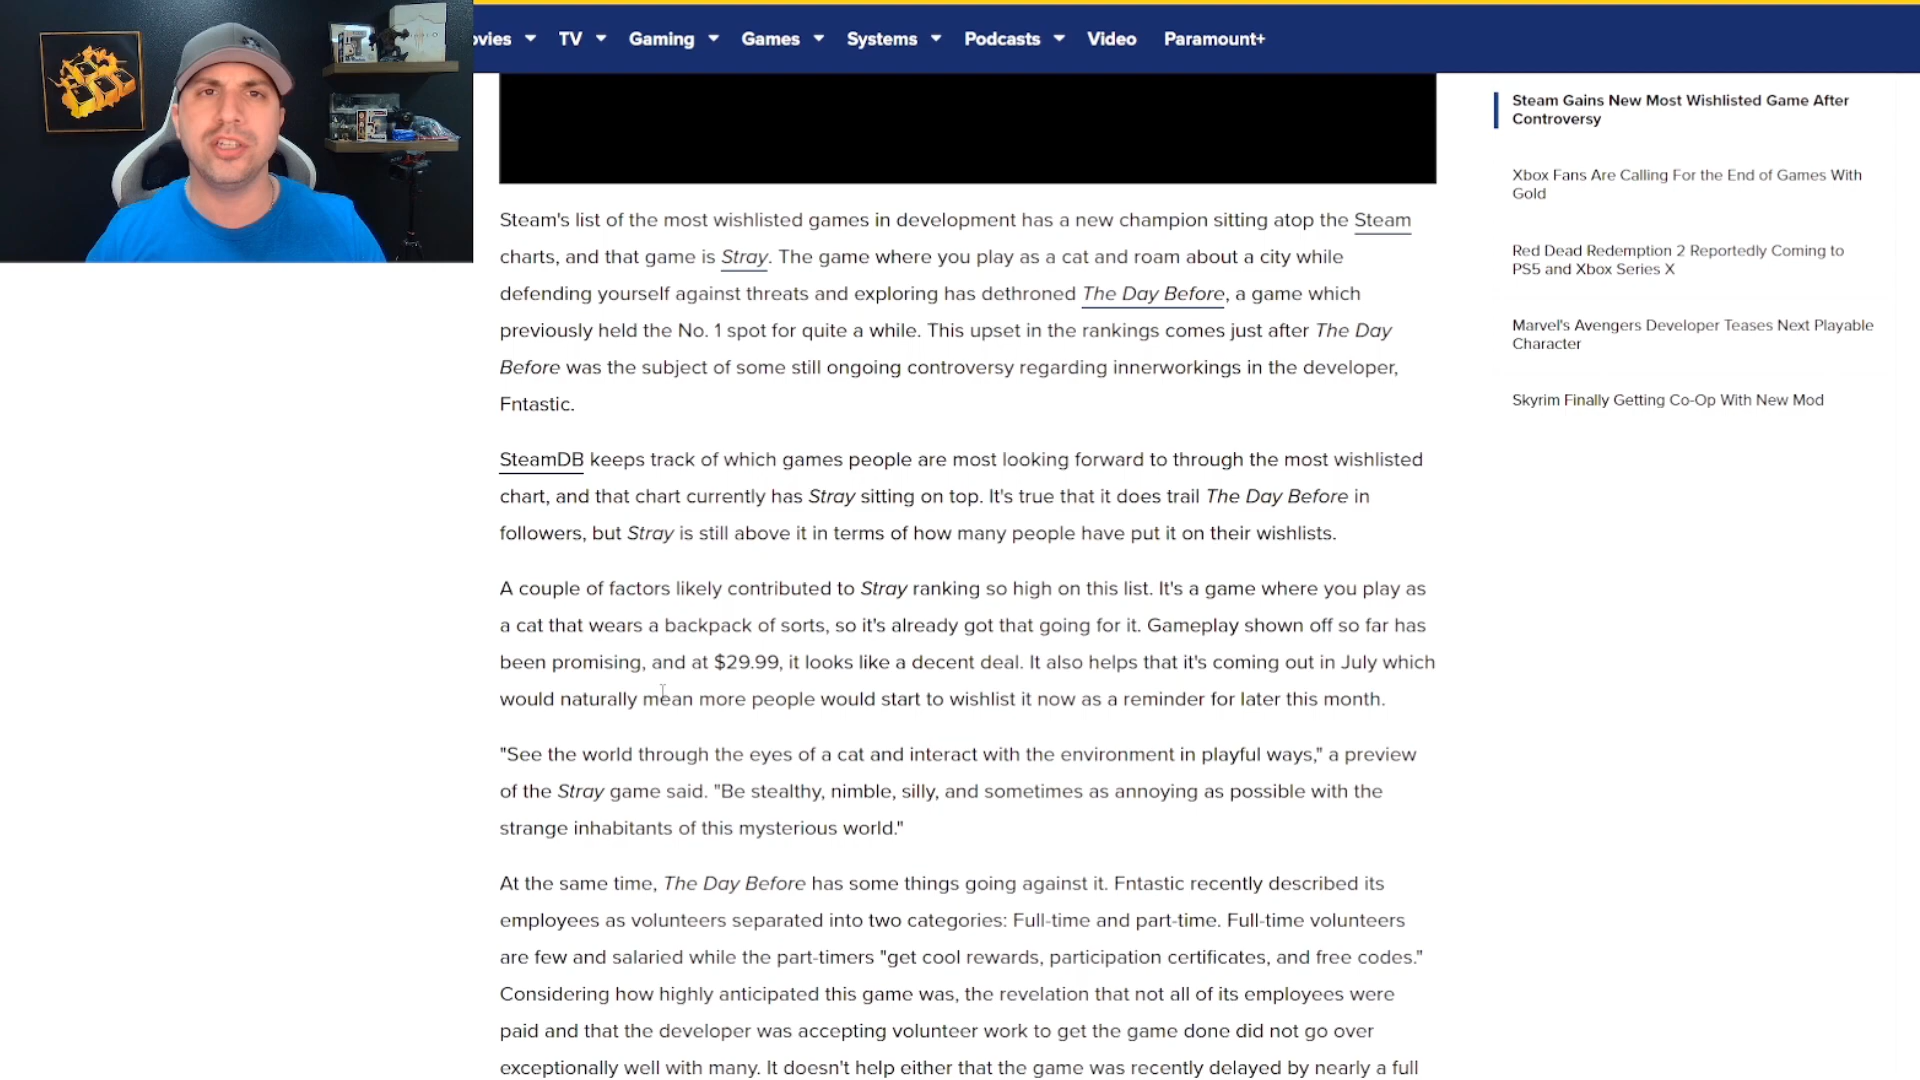 ovies TV Gaming Games Systems Podcasts Video Paramount+
Steam's list of the most wishlisted games in development has a new champion sitting atop the Steam
charts, and that game is Stray. The game where you play as a cat and roam about a city while
defending yourself against threats and exploring has dethroned The Day Before, a game which
previously held the No. 1 spot for quite a while. This upset in the rankings comes just after The Day
Before was the subject of some still ongoing controversy regarding innerworkings in the developer,
Fntastic.
SteamDB keeps track of which games people are most looking forward to through the most wishlisted
chart, and that chart currently has Stray sitting on top. It's true that it does trail The Day Before in
followers, but Stray is still above it in terms of how many people have put it on their wishlists.
A couple of factors likely contributed to Stray ranking so high on this list. It's a game where you play as
a cat that wears a backpack of sorts, so it's already got that going for it. Gameplay shown off so far has
been promising, and at $29.99, it looks like a decent deal. It also helps that it's coming out in July which
would naturally mean more people would start to wishlist it now as a reminder for later this month.
"See the world through the eyes of a cat and interact with the environment in playful ways," a preview
of the Stray game said. "Be stealthy, nimble, silly, and sometimes as annoying as possible with the
strange inhabitants of this mysterious world."
At the same time, The Day Before has some things going against it. Fntastic recently described its
employees as volunteers separated into two categories: Full-time and part-time. Full-time volunteers
are few and salaried while the part-timers "get cool rewards, participation certificates, and free codes."
Considering how highly anticipated this game was, the revelation that not all of its employees were
paid and that the developer was accepting volunteer work to get the game done did not go over
exceptionally well with many. It doesn't help either that the game was recently delayed by nearly a full
Steam Gains New Most Wishlisted Game After
Controversy
Xbox Fans Are Calling For the End of Games With
Gold
Red Dead Redemption 2 Reportedly Coming to
PS5 and Xbox Series X
Marvel's Avengers Developer Teases Next Playable
Character
Skyrim Finally Getting Co-Op With New Mod